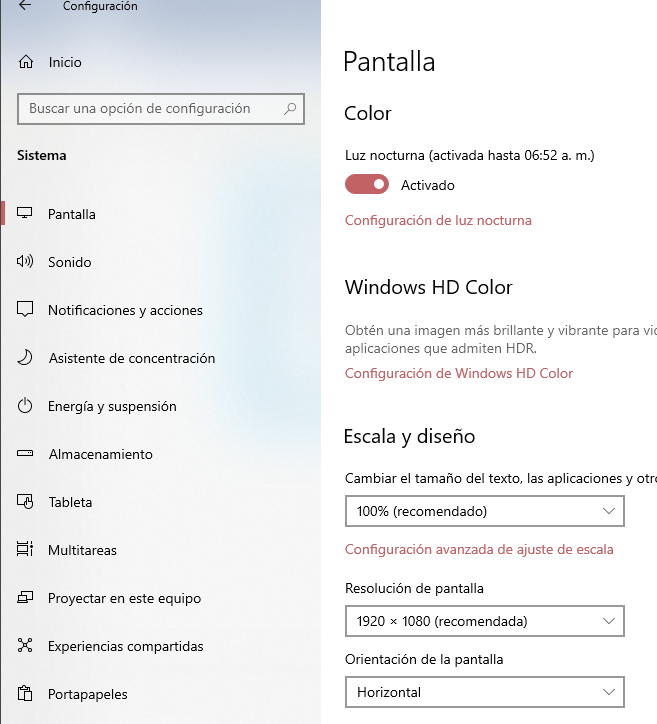 Configuración
Inicio
Buscar una opción de configuración
Sistema
Pantalla
Sonido
Notificaciones y acciones
Asistente de concentración
Energía y suspensión
Almacenamiento
Tableta
Multitareas
Proyectar en este equipo
Experiencias compartidas
Portapapeles
Pantalla
Color
Luz nocturna (activada hasta 06:52 a. m.)
Activado
Configuración de luz nocturna
Windows HD Color
Obtén una imagen más brillante y vibrante para
aplicaciones que admiten HDR.
Configuración de Windows HD Color
Escala y diseño
Cambiar el tamaño del texto, las aplicaciones y
100% (recomendado)
Configuración avanzada de ajuste de escala
Resolución de pantalla
1920 × 1080 (recomendada)
Orientación de la pantalla
Horizontal